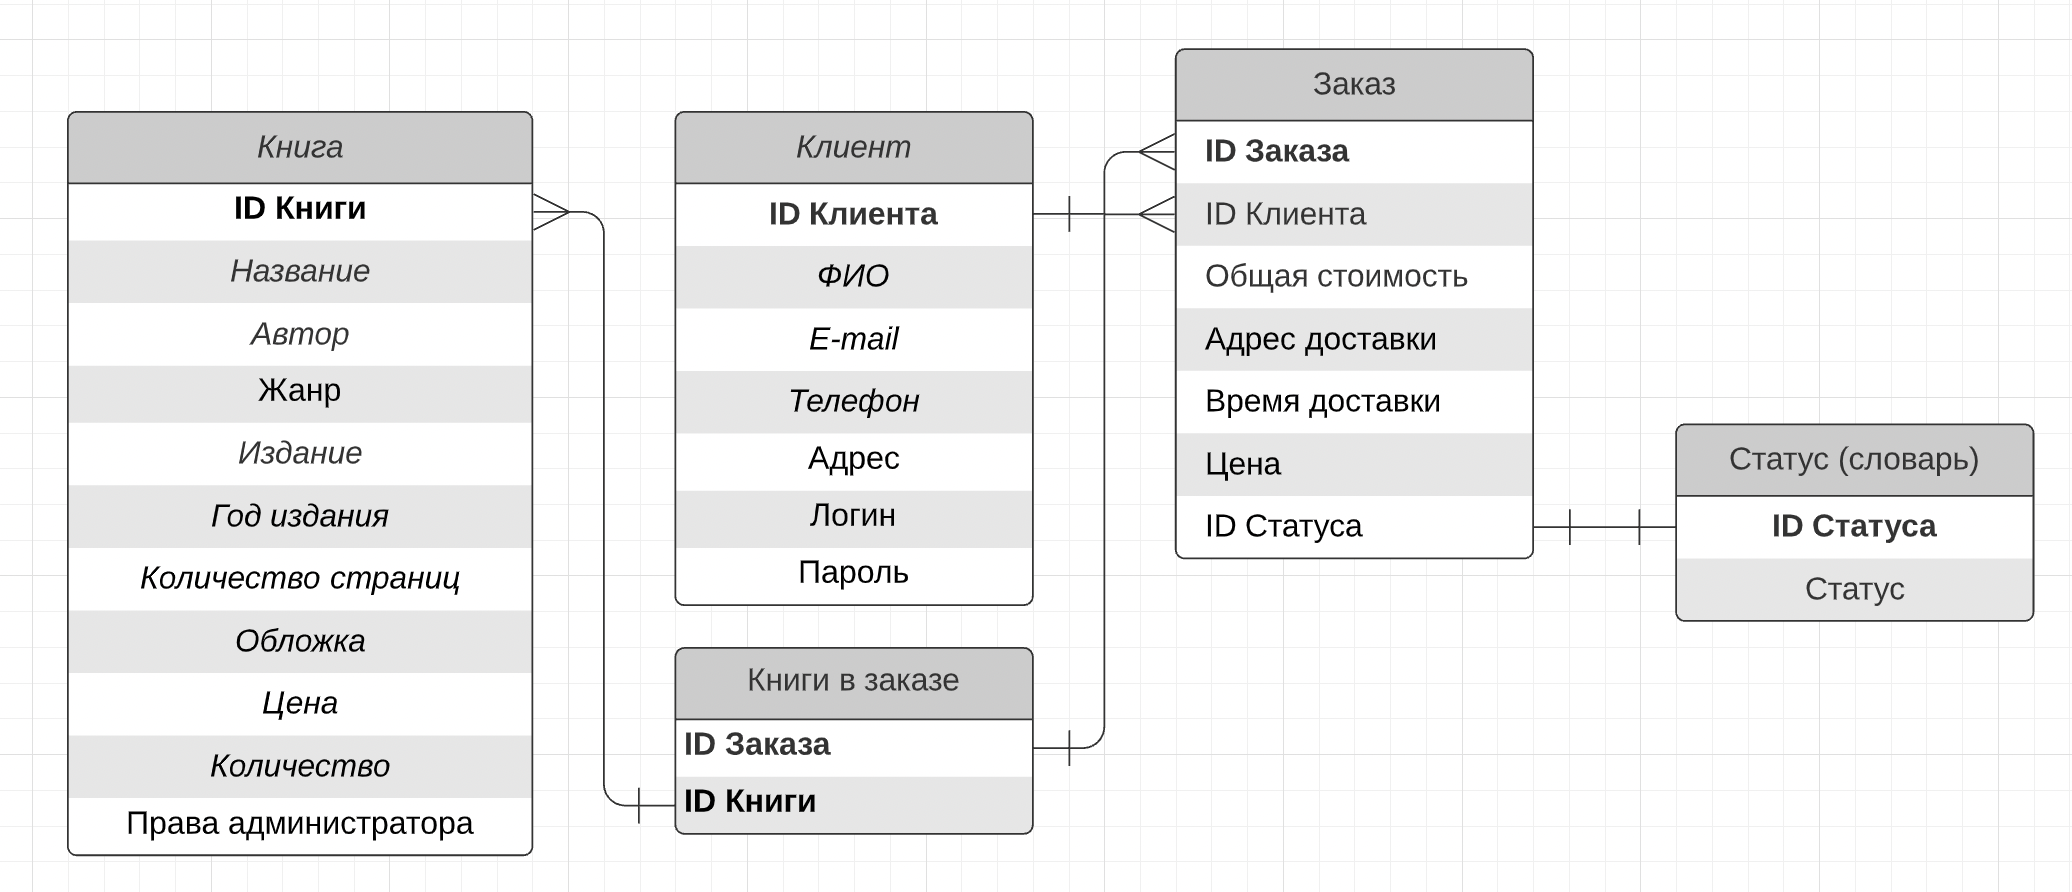 Книга
ID Книги
Название
Автор
Жанр
Издание
Год издания
Количество страниц
Обложка
Цена
Количество
Права администратора
Клиент
ID Клиента
ФИО
E-mail
Телефон
Адрес
Логин
Пароль
Книги в заказе
ID Заказа
ID Книги
Заказ
ID Заказа
ID Клиента
Общая стоимость
Адрес доставки
Время доставки
Цена
ID Статуса
Статус (словарь)
ID Статуса
Статус